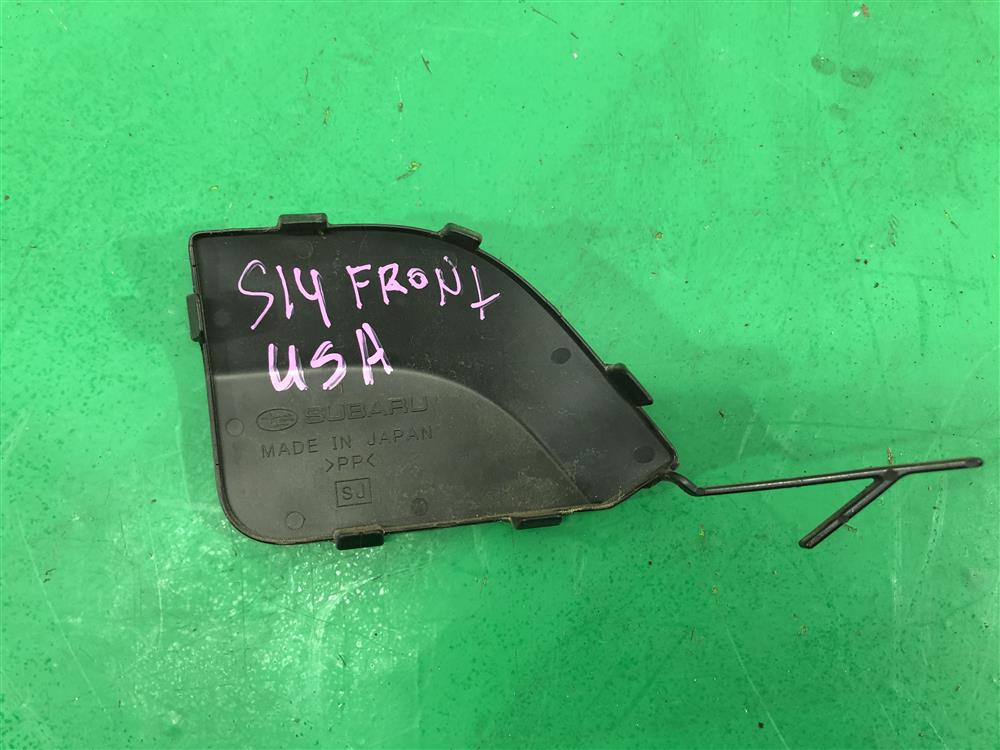 S14 FRONT
USA
SUBARU
MADE IN JAPAN
>PP<
SJ